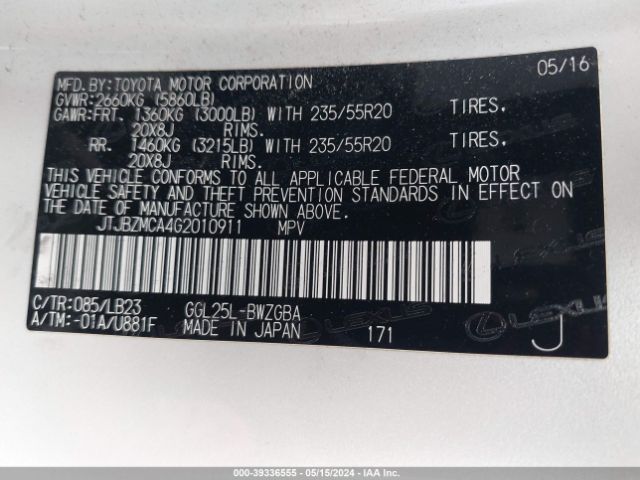 MFD.BY:TOYOTA MOTOR CORPORATION 05/16
GVWR:2660KG (5860LB)
GAWR:FRT. 1360KG (3000LB) WITH 235/55R20 TIRES.
20X8J RIMS.
RR. 1460KG (3215LB) WITH 235/55R20 TIRES.
20X8J RIMS.
THIS VEHICLE CONFORMS TO ALL APPLICABLE FEDERAL MOTOR
VEHICLE SAFETY AND THEFT PREVENTION STANDARDS IN EFFECT ON
THE DATE OF MANUFACTURE SHOWN ABOVE.
JTJBZMCA4G2010911 MPV
C/TR:085/LB23 GGL25L-BWZGBA
A/TM:-01A/U881F MADE IN JAPAN 171 J
LEXUS
000-39336555 - 05/15/2024 - IAA Inc.